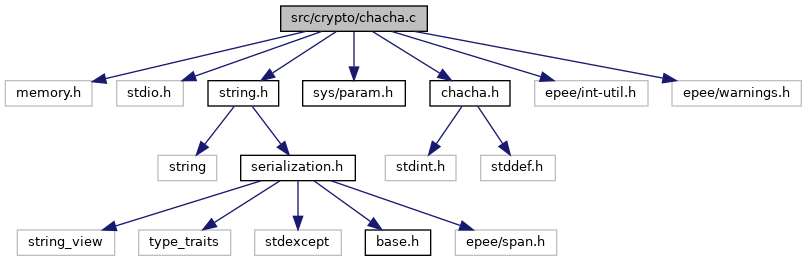 src/crypto/chacha.c
memory.h
stdio.h
string.h
sys/param.h
chacha.h
epee/int-util.h
epee/warnings.h
string
serialization.h
stdint.h
stddef.h
string_view
type_traits
stdexcept
base.h
epee/span.h